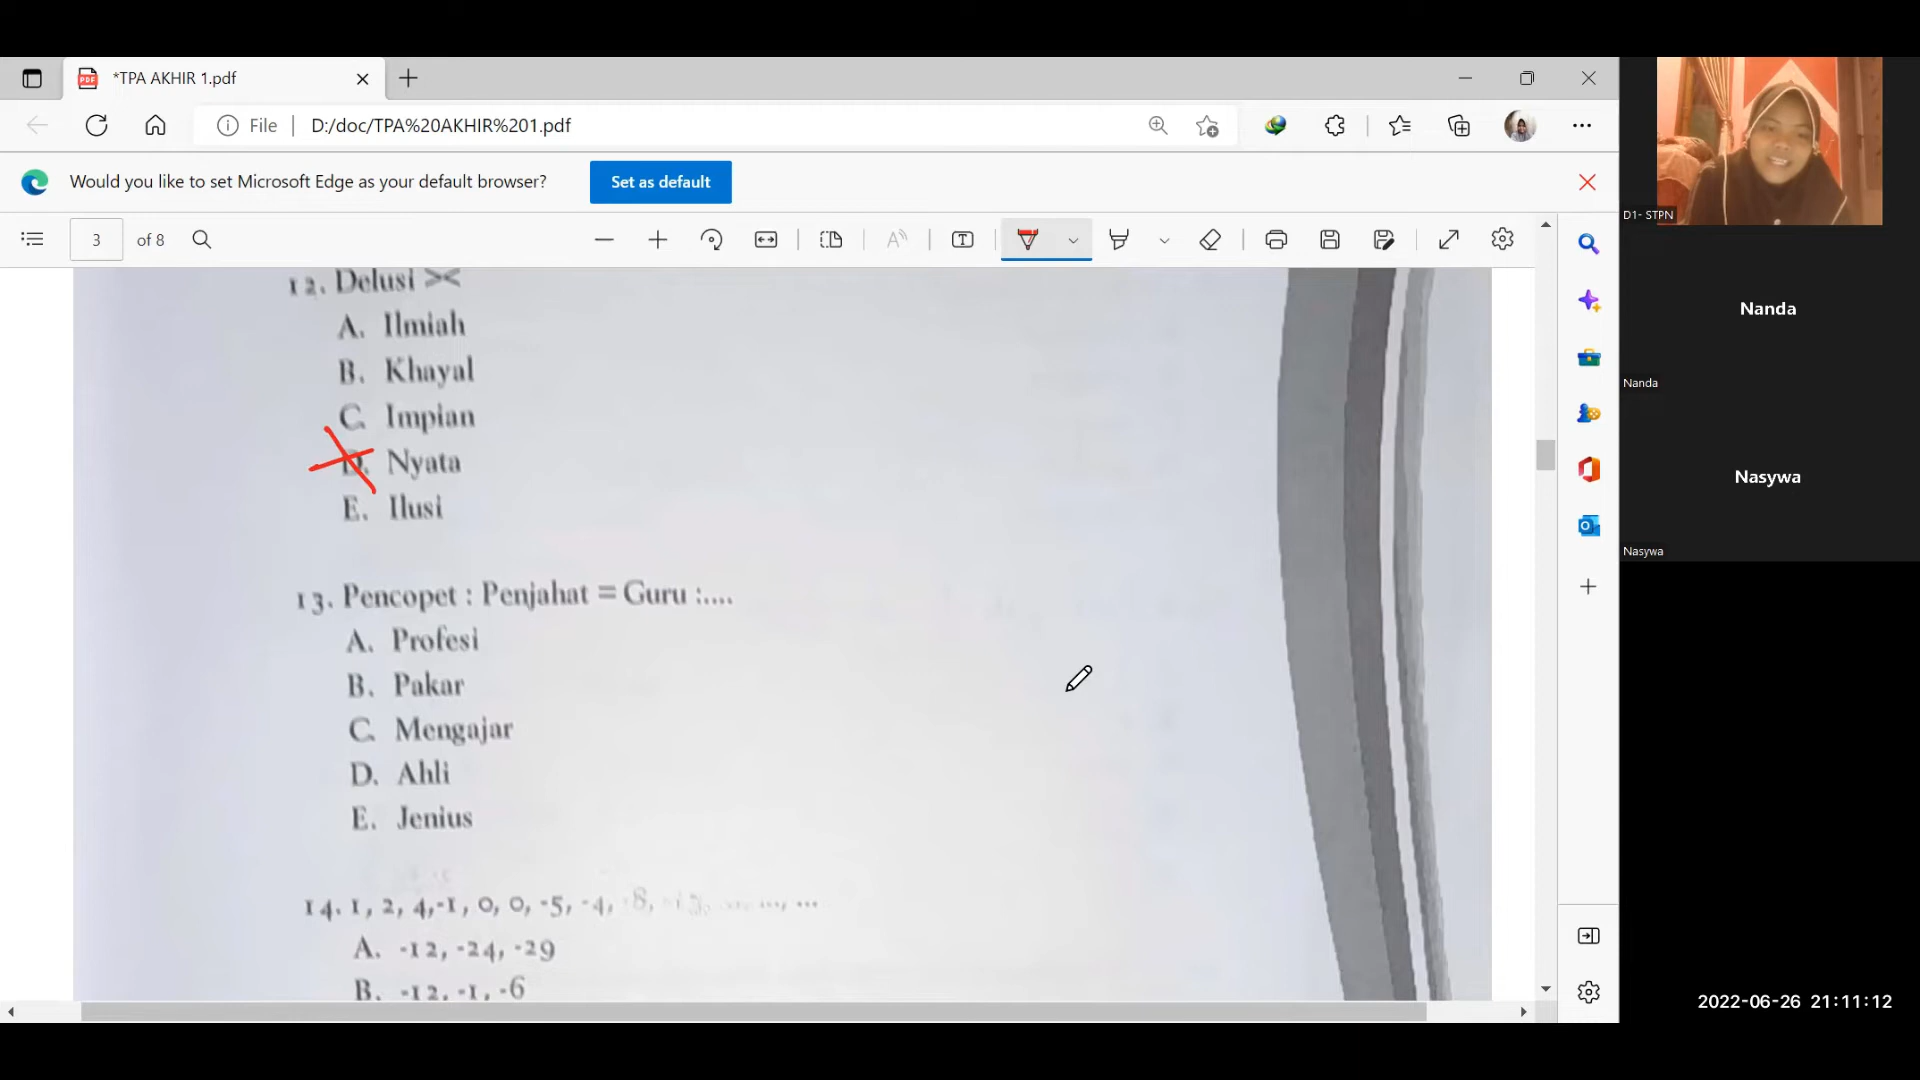 *TPA AKHIR 1.pdf
File
D:/doc/TPA%20AKHIR%201.pdf
Would you like to set Microsoft Edge as your default browser?
Set as default
3 of 8
12. Delusi ><
A. Ilmiah
B. Khayal
C. Impian
D. Nyata
E. Ilusi
13. Pencopet : Penjahat = Guru :....
A. Profesi
B. Pakar
C. Mengajar
D. Ahli
E. Jenius
14. 1, 2, 4,-1, 0, 0, -5, -4, -8,
A. -12, -24, -29
B. -12, -1, -6
D1- STPN
Nanda
Nanda
Nasywa
Nasywa
2022-06-26 21:11:12